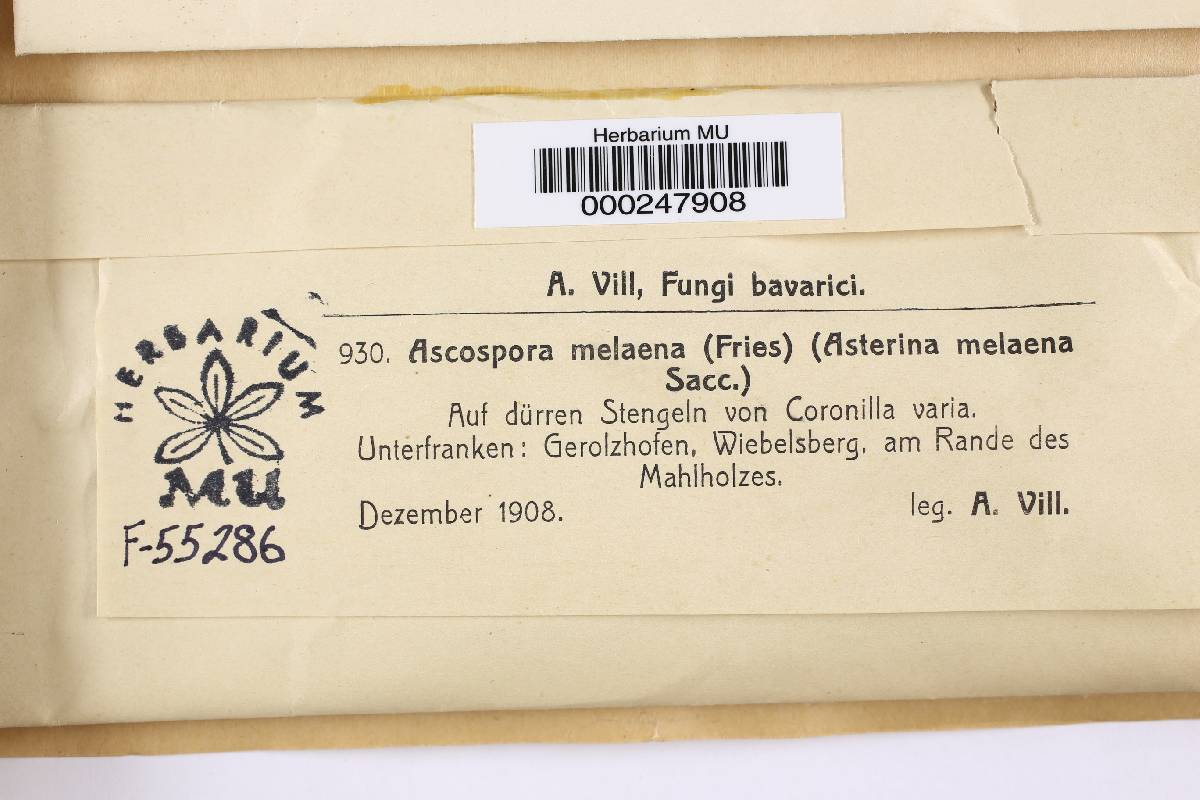 Herbarium MU
000247908
A. Vill, Fungi bavarici.
HERBARIUM
MU
F-55286
930. Ascospora melaena (Fries) (Asterina melaena
Sacc.)
Auf dürren Stengeln von Coronilla varia.
Unterfranken: Gerolzhofen, Wiebelsberg, am Rande des
Mahlholzes.
Dezember 1908. leg. A. Vill.